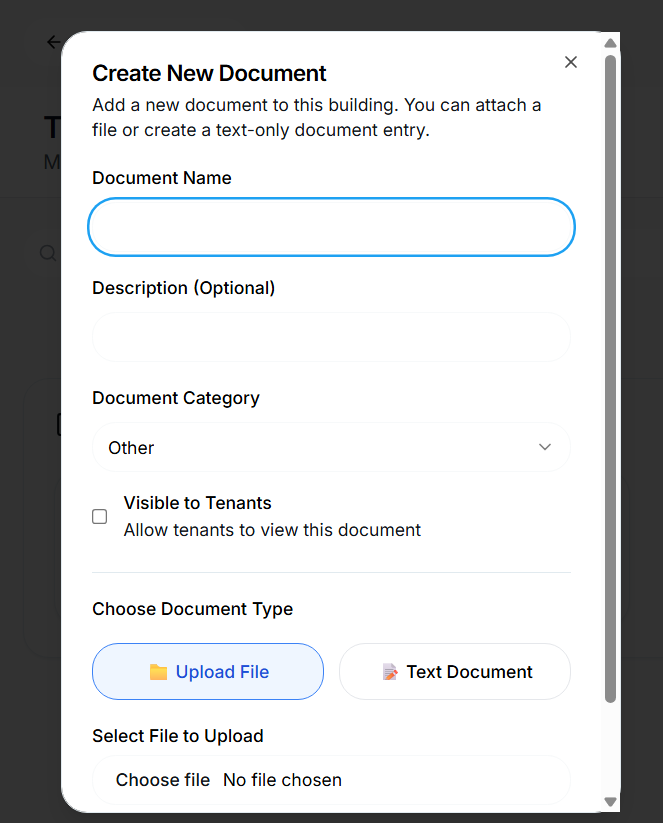 Create New Document
Add a new document to this building. You can attach a
file or create a text-only document entry.
Document Name
Description (Optional)
Document Category
Other
Visible to Tenants
Allow tenants to view this document
Choose Document Type
Upload File
Text Document
Select File to Upload
Choose file No file chosen